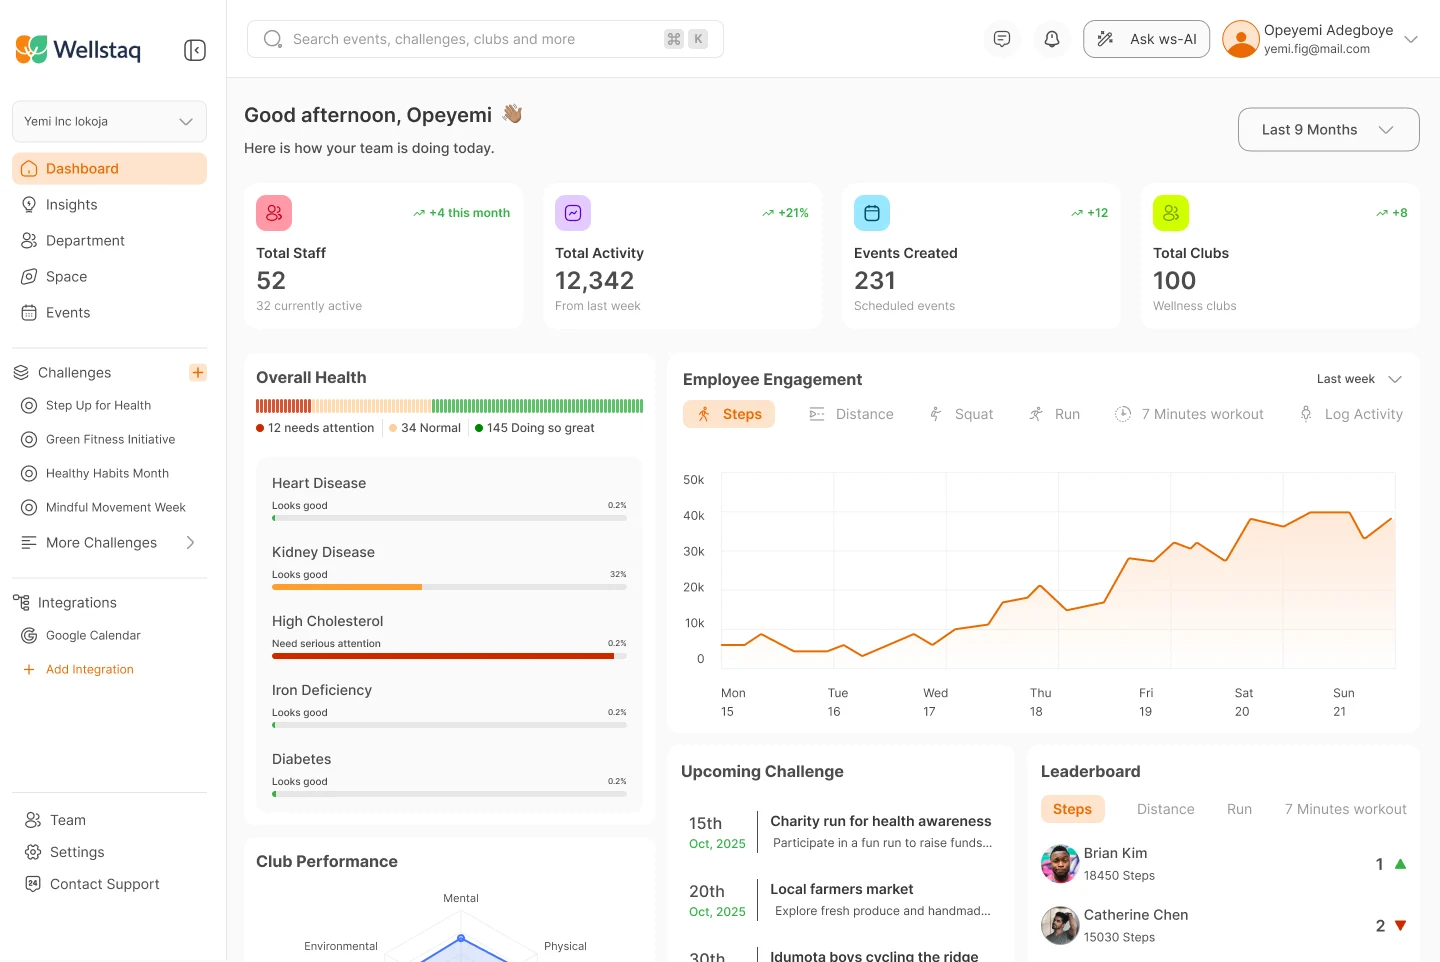 Wellstaq
Search events, challenges, clubs and more
⌘ K
Ask ws-AI
Opeyemi Adegboye
yemi.fig@mail.com
Yemi Inc lokoja
Dashboard
Insights
Department
Space
Events
Challenges
Step Up for Health
Green Fitness Initiative
Healthy Habits Month
Mindful Movement Week
More Challenges
Integrations
Google Calendar
Add Integration
Team
Settings
24
Contact Support
Good afternoon, Opeyemi 👋🏽
Here is how your team is doing today.
Last 9 Months
+4 this month
Total Staff
52
32 currently active
+21%
Total Activity
12,342
From last week
+12
Events Created
231
Scheduled events
+8
Total Clubs
100
Wellness clubs
Overall Health
12 needs attention
34 Normal
145 Doing so great
Heart Disease
Looks good 0.2%
Kidney Disease
Looks good 32%
High Cholesterol
Need serious attention 0.2%
Iron Deficiency
Looks good 0.2%
Diabetes
Looks good 0.2%
Club Performance
Mental
Environmental
Physical
Employee Engagement
Last week
Steps Distance Squat Run 7 Minutes workout Log Activity
50k
40k
30k
20k
10k
0
Mon Tue Wed Thu Fri Sat Sun
15 16 17 18 19 20 21
Upcoming Challenge
15th
Oct, 2025
Charity run for health awareness
Participate in a fun run to raise funds...
20th
Oct, 2025
Local farmers market
Explore fresh produce and handmad...
30th
Idumota boys cycling the ridge
Leaderboard
Steps Distance Run 7 Minutes workout
Brian Kim
18450 Steps
1
Catherine Chen
15030 Steps
2